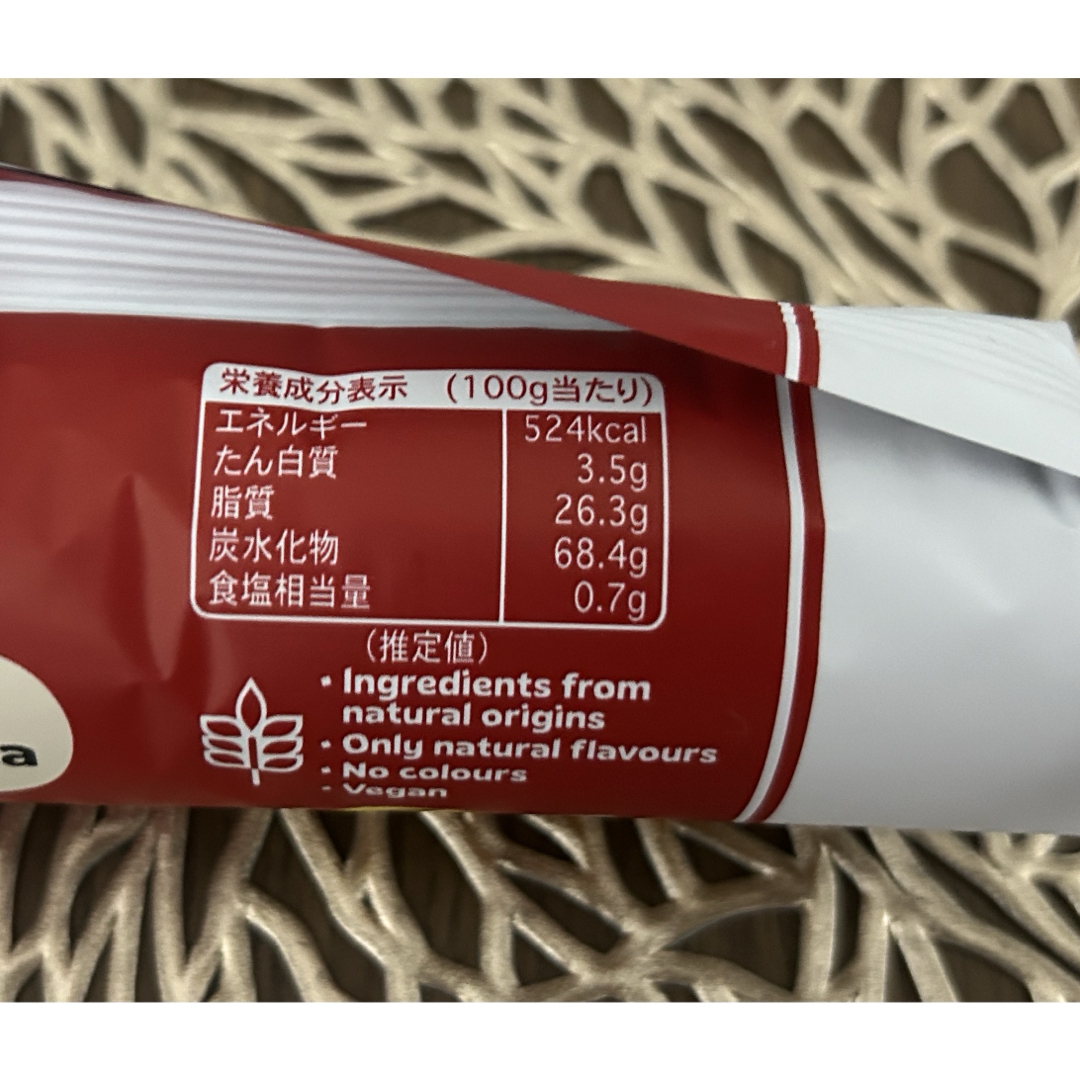 栄養成分表示 (100g当たり)
エネルギー 524kcal
たん白質 3.5g
脂質 26.3g
炭水化物 68.4g
食塩相当量 0.7g
(推定値)
• Ingredients from
natural origins
• Only natural flavours
• No colours
• Vegan
a